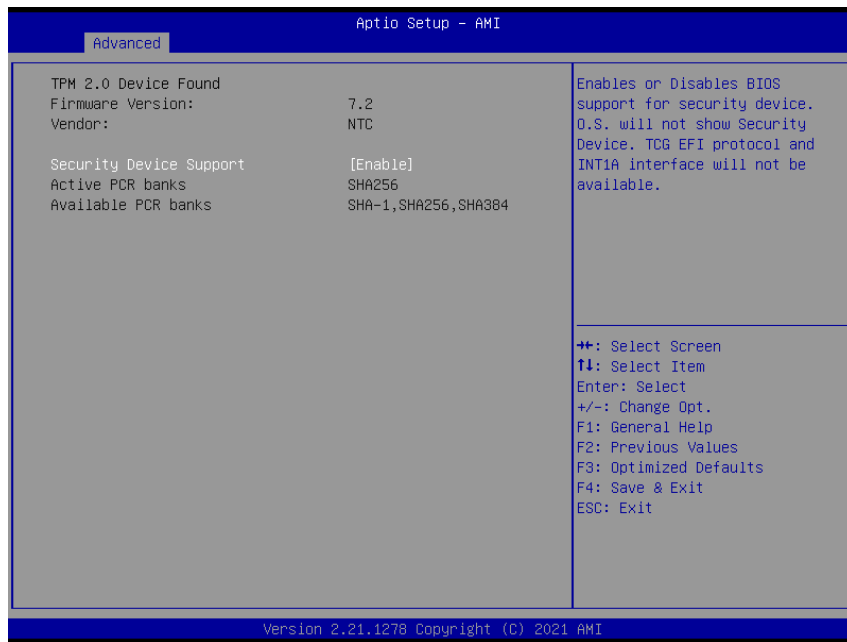 Aptio Setup – AMI
Advanced
TPM 2.0 Device Found
Firmware Version: 7.2
Vendor: NTC
Security Device Support [Enable]
Active PCR banks SHA256
Available PCR banks SHA-1,SHA256,SHA384
Enables or Disables BIOS
support for security device.
O.S. will not show Security
Device. TCG EFI protocol and
INT1A interface will not be
available.
→←: Select Screen
↑↓: Select Item
Enter: Select
+/-: Change Opt.
F1: General Help
F2: Previous Values
F3: Optimized Defaults
F4: Save & Exit
ESC: Exit
Version 2.21.1278 Copyright (C) 2021 AMI